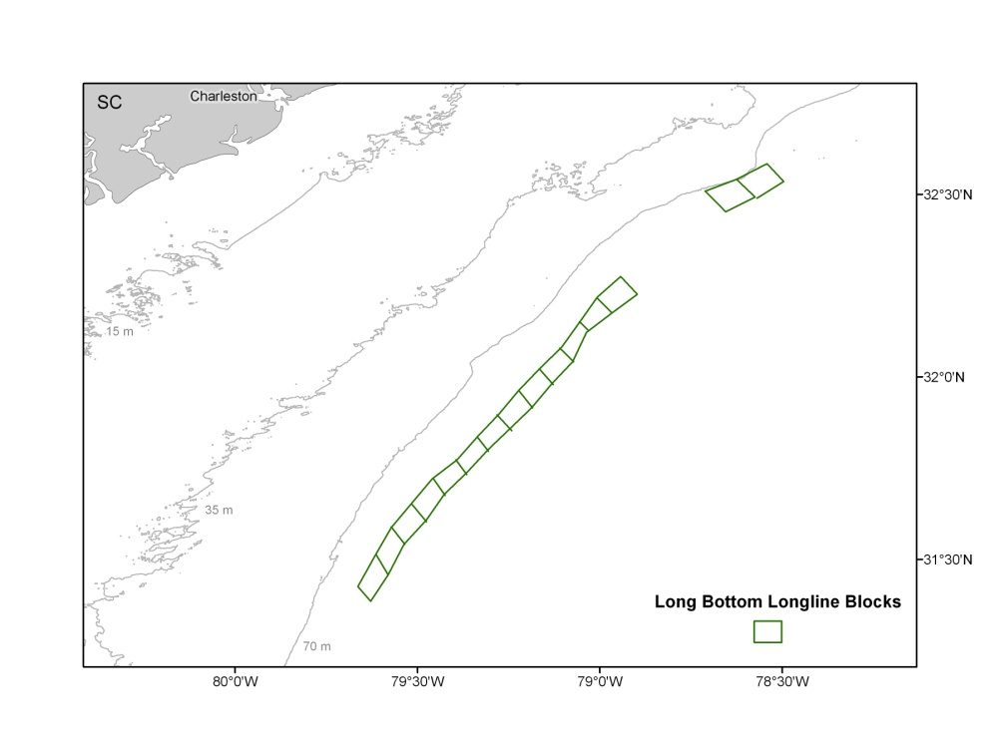 SC
Charleston
32°30'N
15 m
32°0'N
35 m
31°30'N
Long Bottom Longline Blocks
70 m
80°0'W
79°30'W
79°0'W
78°30'W